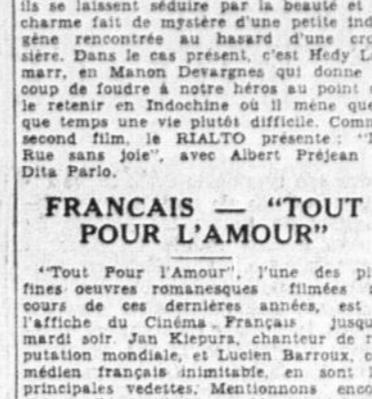 ils se laissent séduire par la beauté et
charme fait de mystère d'une petite ind
gène rencontrée au hasard d'une cro
sière. Dans le cas présent, c'est Hedy L
marr, en Manon Devargnes qui donne
coup de foudre à notre héros au point
le retenir en Indochine où il mène que
que temps une vie plutôt difficile. Com
second film, le RIALTO présente : "L
Rue sans joie", avec Albert Préjean
Dita Parlo.
FRANCAIS — "TOUT
POUR L'AMOUR"
"Tout Pour l'Amour", l'une des pl
fines oeuvres romanesques filmées
cours de ces dernières années, est
l'affiche du Cinéma Français jusqu
mardi soir. Jan Kiepura, chanteur de r
putation mondiale, et Lucien Barroux, c
médien français inimitable, en sont l
principales vedettes. Mentionnons enco